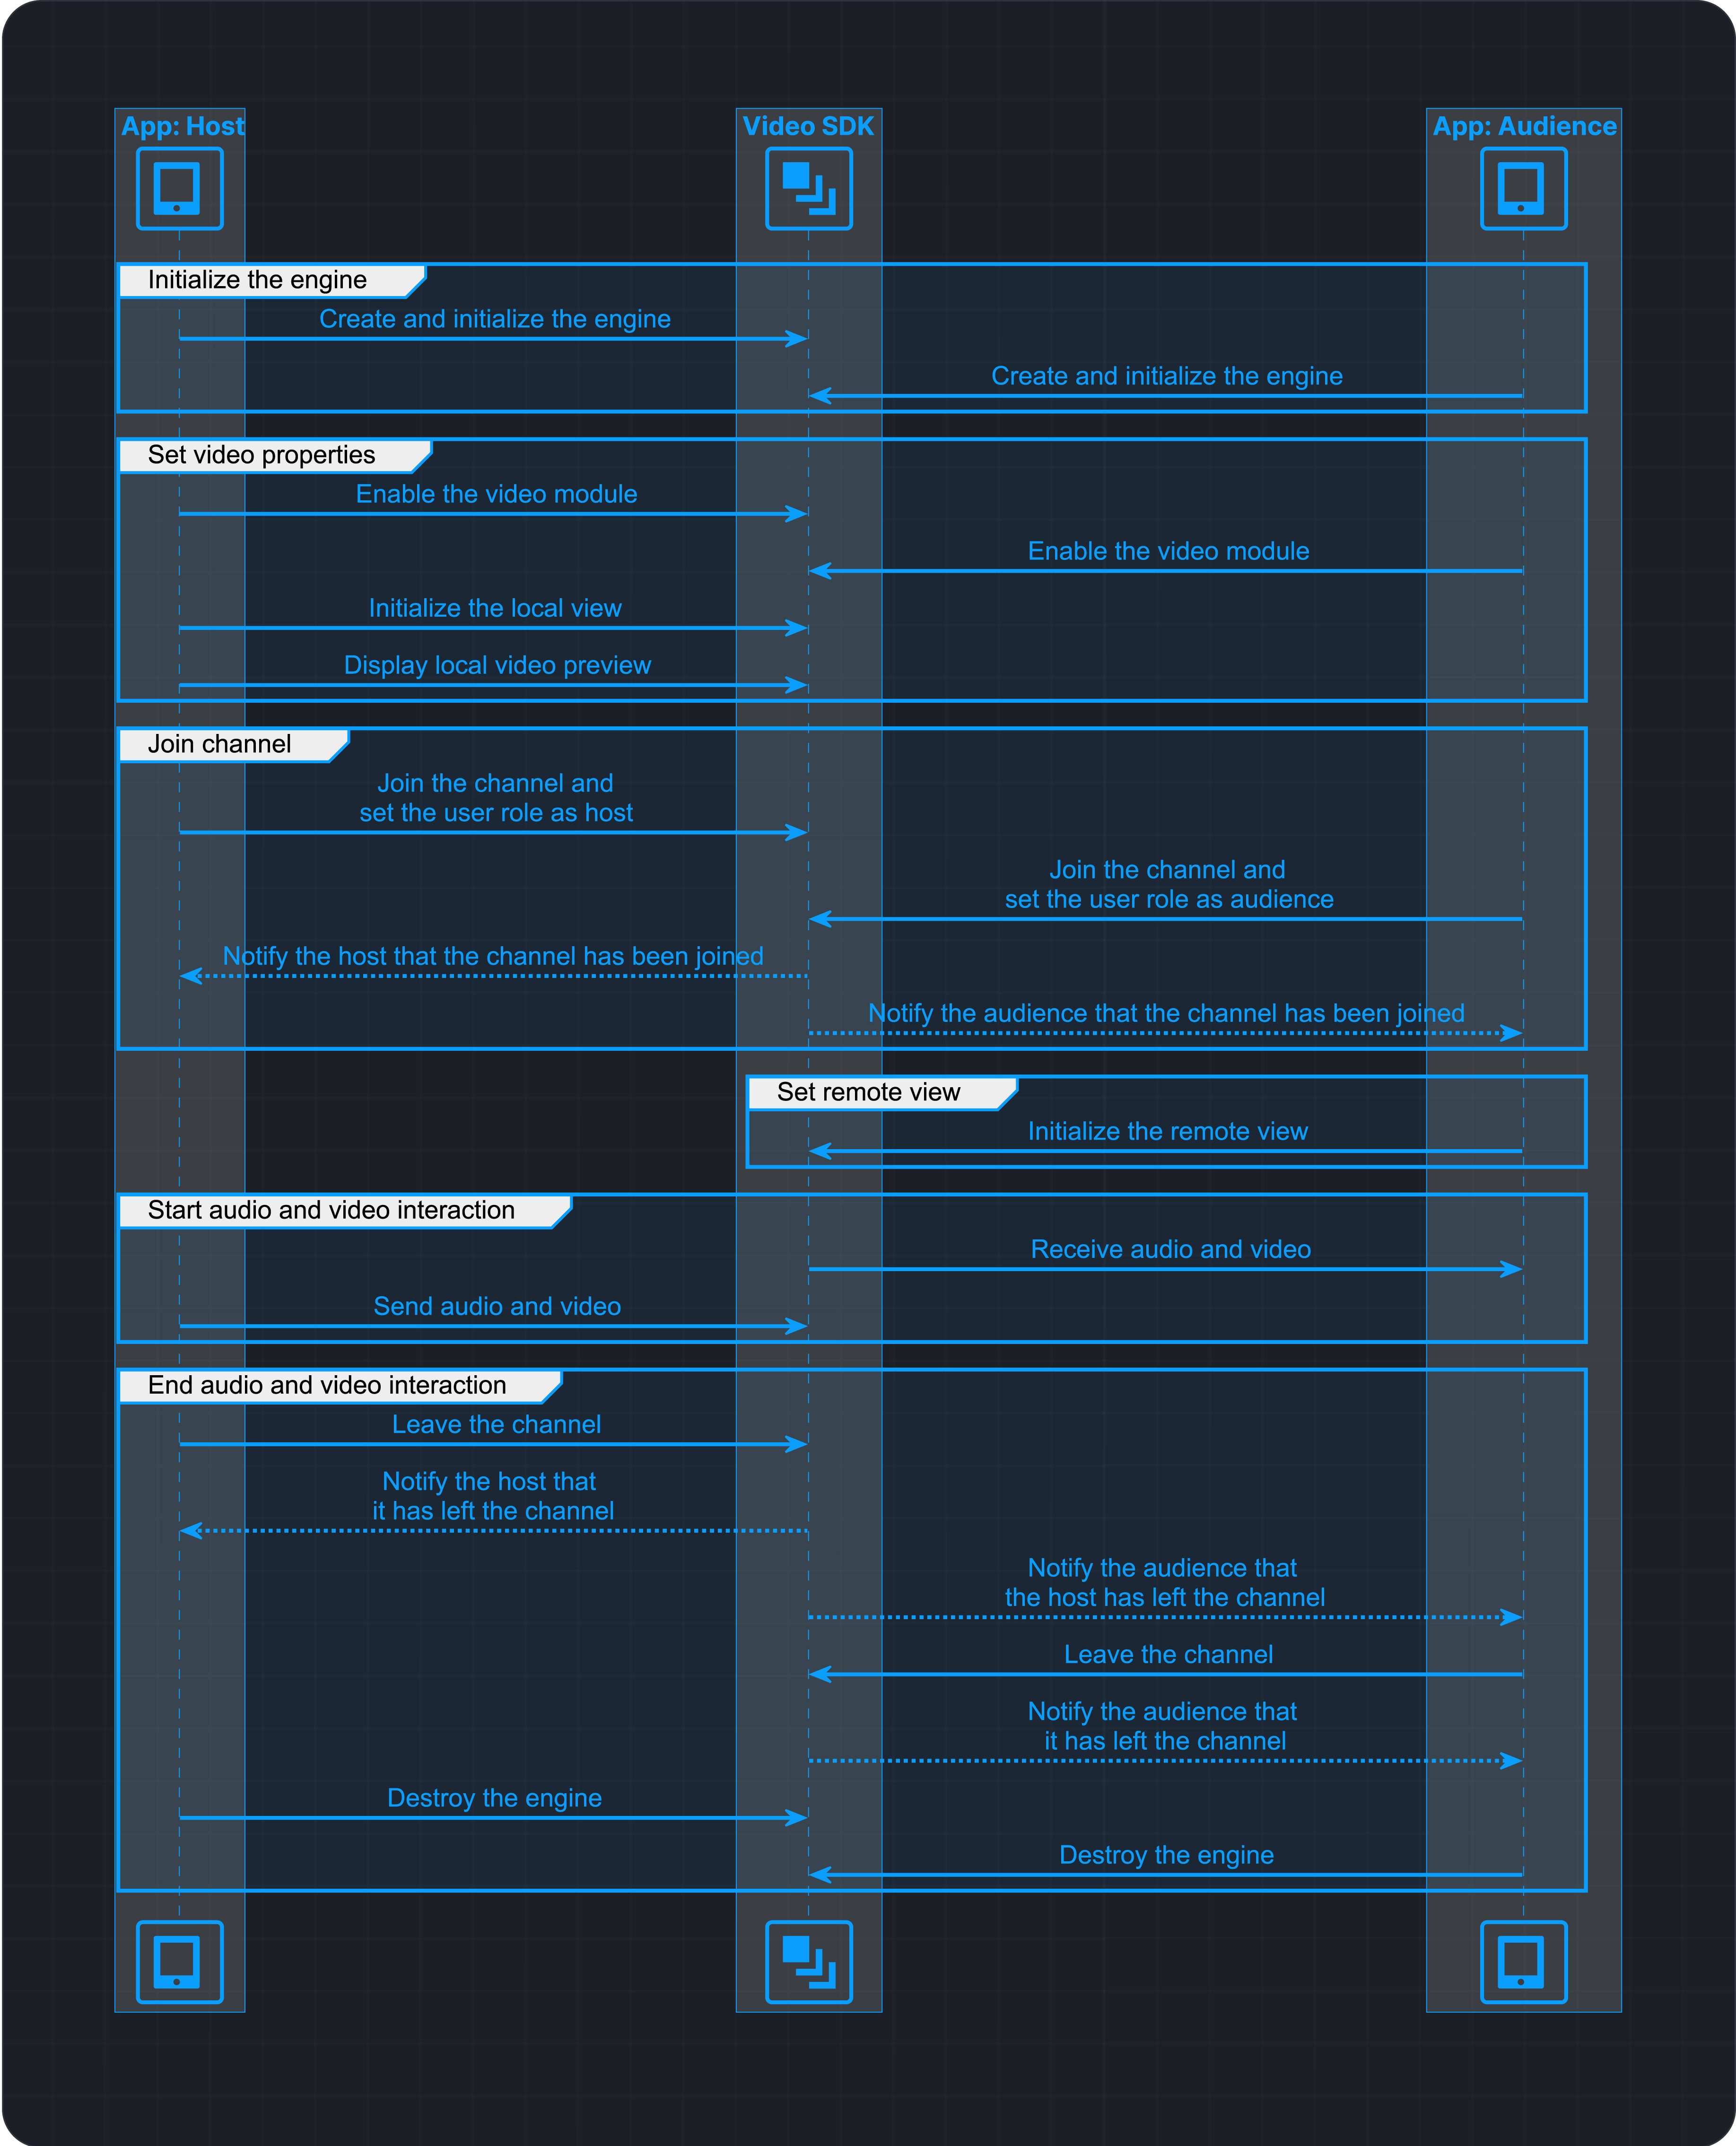 App: Host
Video SDK
App: Audience
Initialize the engine
Create and initialize the engine
Create and initialize the engine
Set video properties
Enable the video module
Enable the video module
Initialize the local view
Display local video preview
Join channel
Join the channel and
set the user role as host
Join the channel and
set the user role as audience
Notify the host that the channel has been joined
Notify the audience that the channel has been joined
Set remote view
Initialize the remote view
Start audio and video interaction
Receive audio and video
Send audio and video
End audio and video interaction
Leave the channel
Notify the host that
it has left the channel
Notify the audience that
the host has left the channel
Leave the channel
Notify the audience that
it has left the channel
Destroy the engine
Destroy the engine